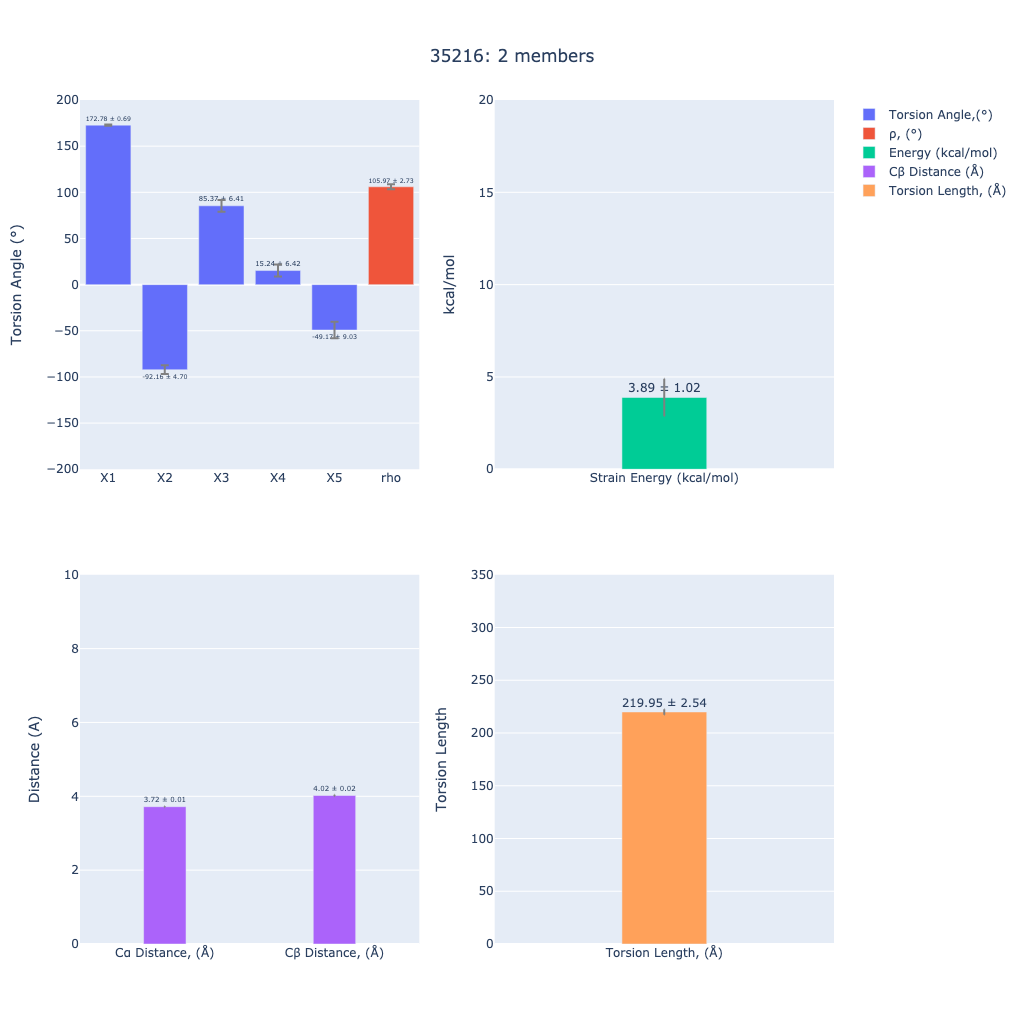 35216: 2 members
Torsion Angle (°)
200
150
100
50
0
−50
−100
−150
−200
172.78 ± 0.69
-92.16 ± 4.70
85.37 ± 6.41
15.24 ± 6.42
-49.17 ± 9.03
105.97 ± 2.73
X1 X2 X3 X4 X5 rho
kcal/mol
20
15
10
5
0
3.89 ± 1.02
Strain Energy (kcal/mol)
Torsion Angle,(°)
ρ, (°)
Energy (kcal/mol)
Cβ Distance (Å)
Torsion Length, (Å)
Distance (A)
10
8
6
4
2
0
3.72 ± 0.01
4.02 ± 0.02
Cα Distance, (Å) Cβ Distance, (Å)
Torsion Length
350
300
250
200
150
100
50
0
219.95 ± 2.54
Torsion Length, (Å)